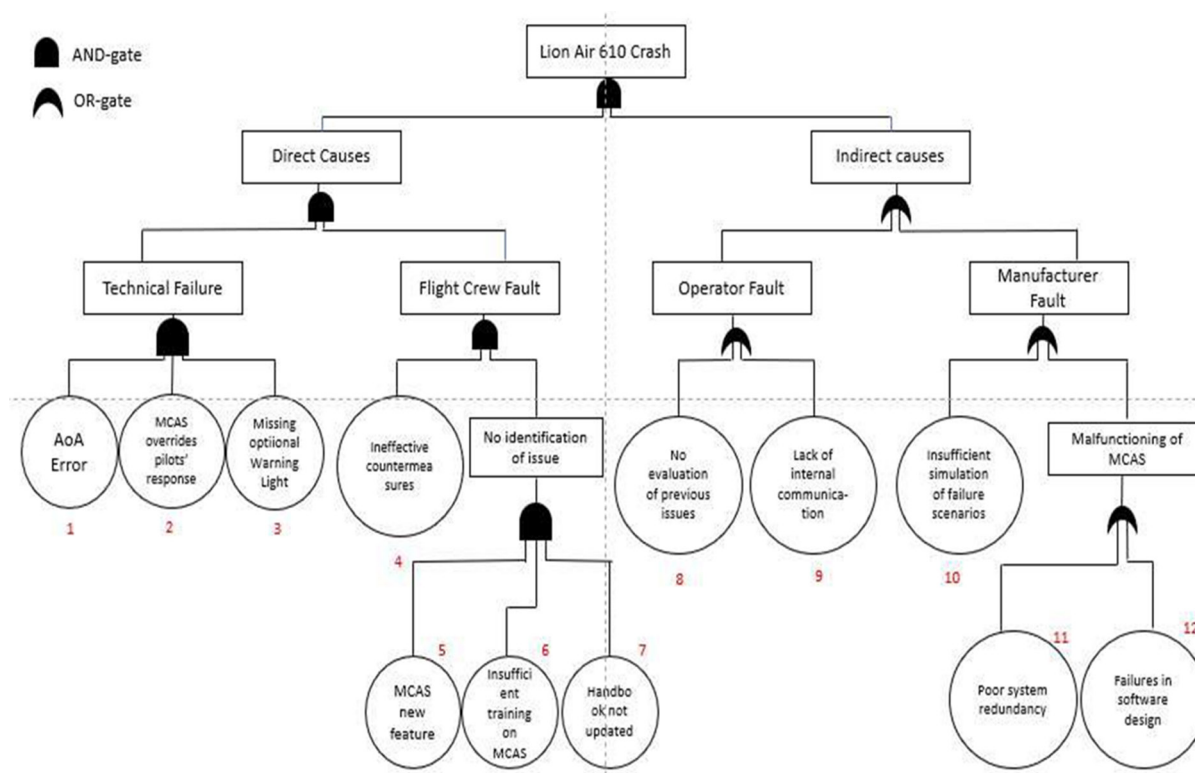 Lion Air 610 Crash
AND-gate
OR-gate
Direct Causes
Indirect causes
Technical Failure
Flight Crew Fault
Operator Fault
Manufacturer
Fault
AoA
Error
MCAS
overrides
pilots'
response
Missing
optiional
Warning
Light
Ineffective
countermea
sures
No identification
of issue
No
evaluation
of previous
issues
Lack of
internal
communica-
tion
Insufficient
simulation
of failure
scenarios
Malfunctioning of
MCAS
1
2
3
4
8
9
10
5
6
7
11
12
MCAS
new
feature
Insuffici
ent
training
on
MCAS
Handbo
ok not
updated
Poor system
redundancy
Failures in
software
design